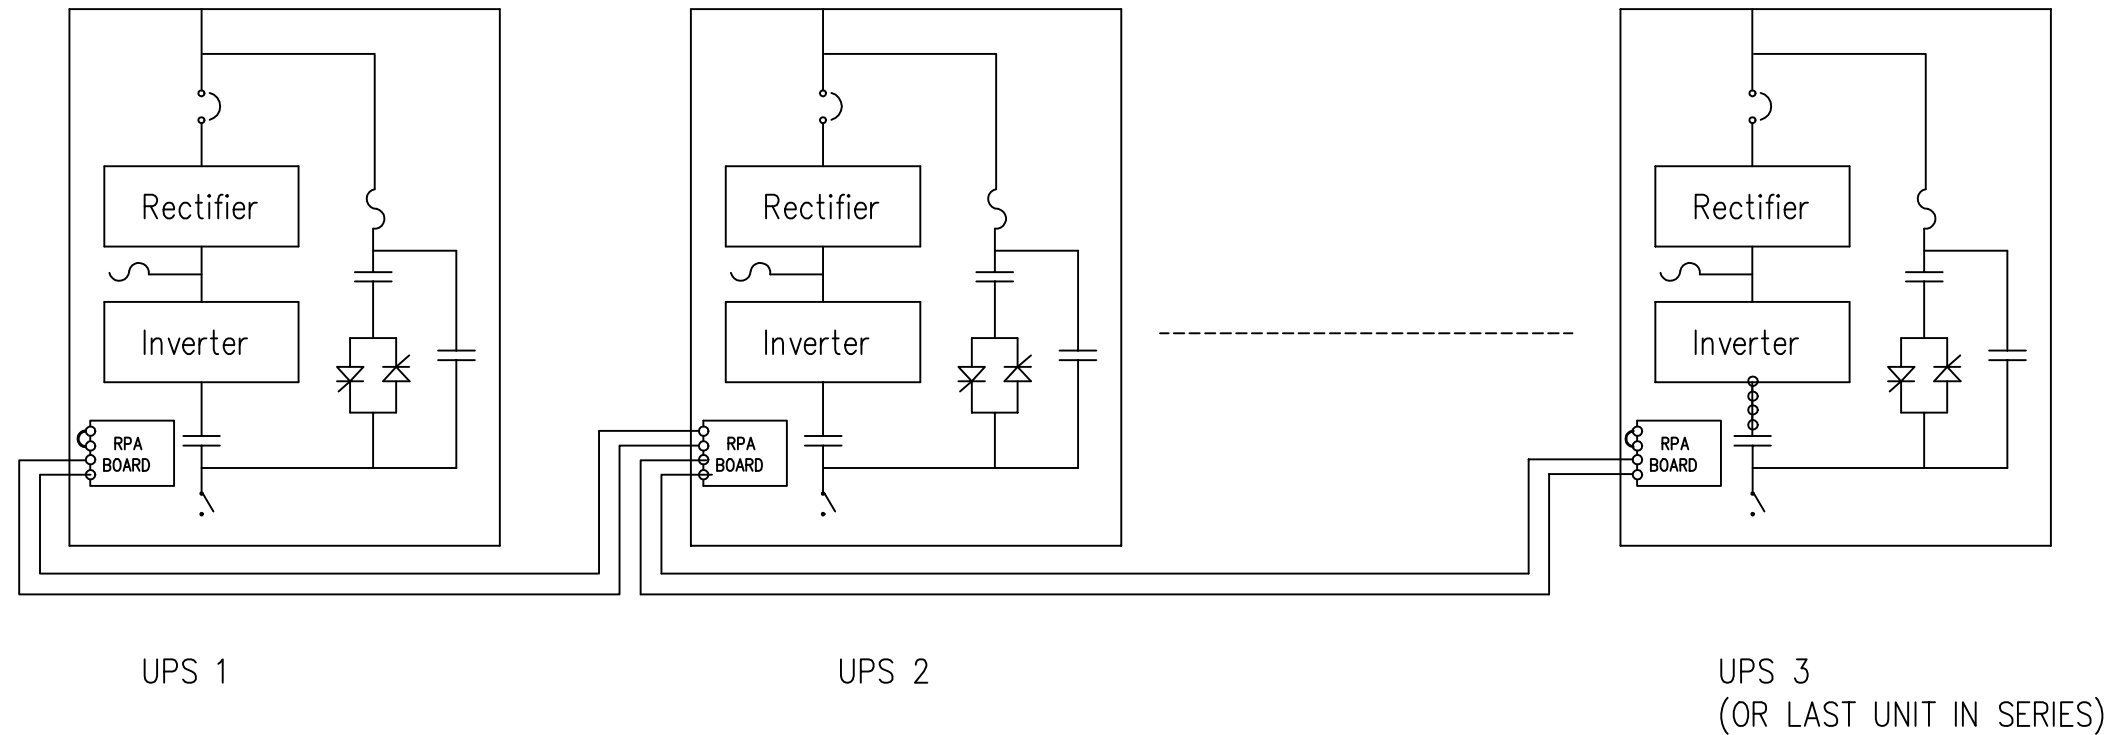 Rectifier
Inverter
RPA
BOARD
UPS 1
Rectifier
Inverter
RPA
BOARD
UPS 2
Rectifier
Inverter
RPA
BOARD
UPS 3
(OR LAST UNIT IN SERIES)